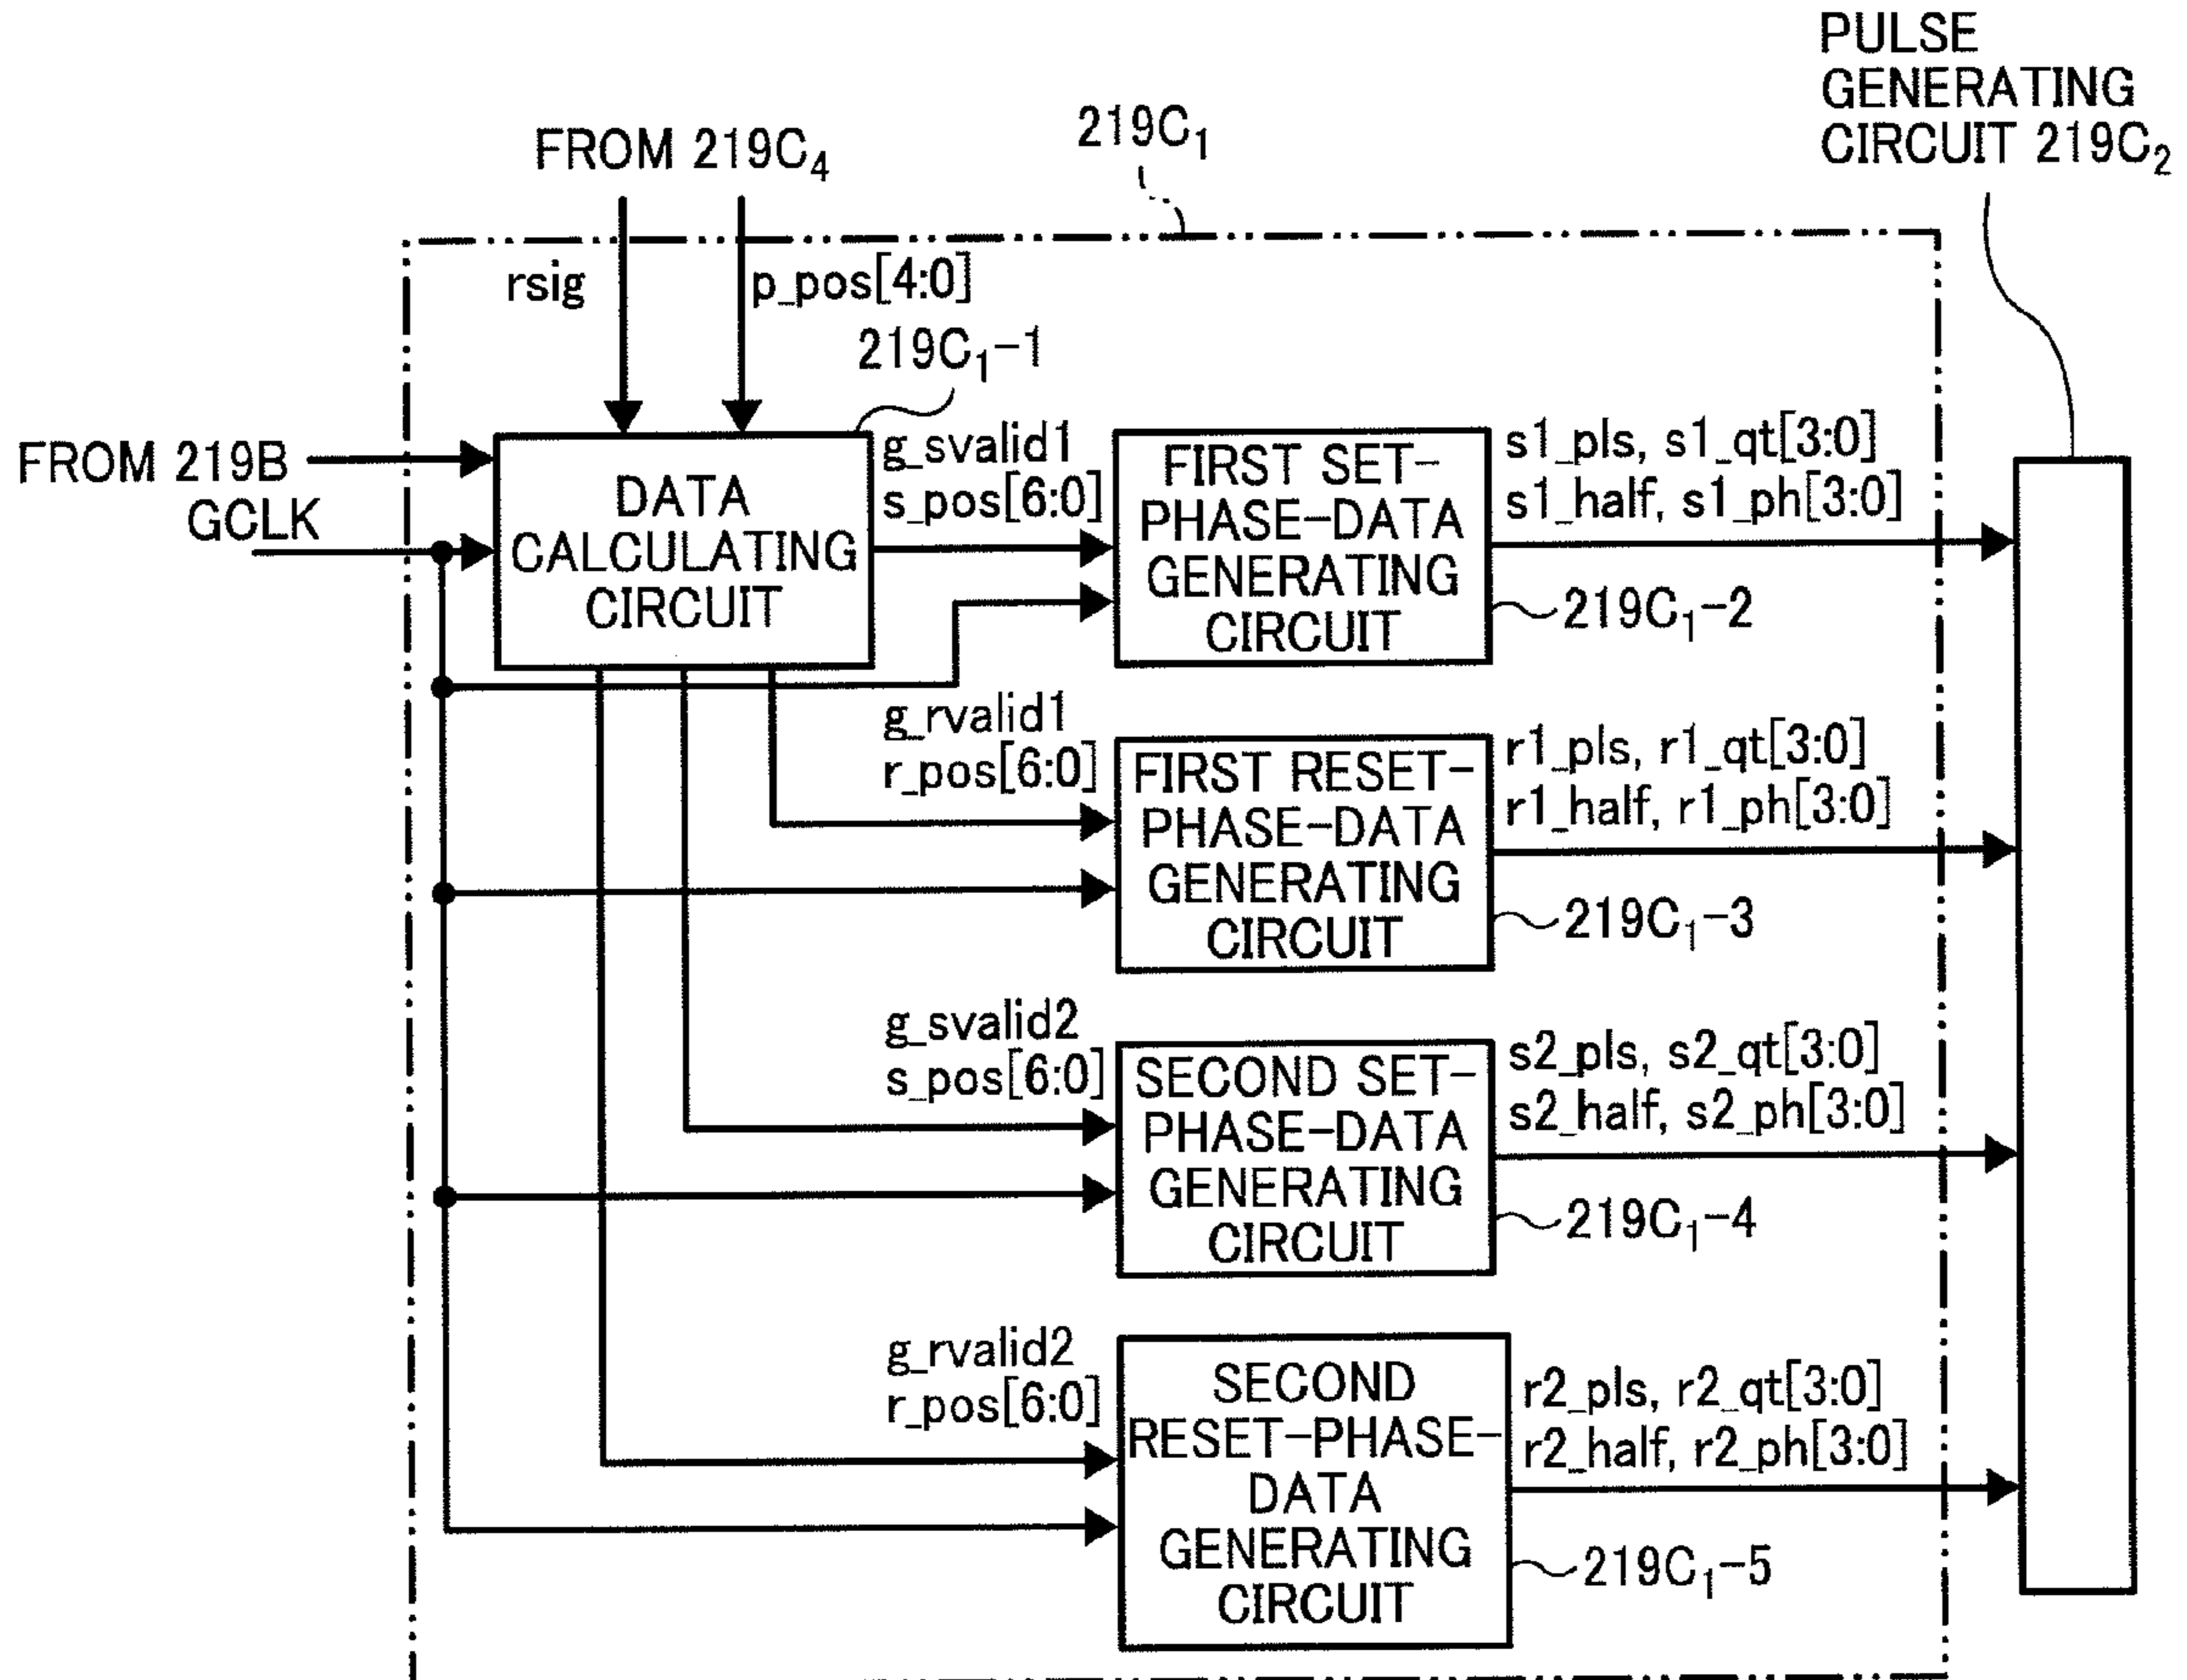 PULSE
GENERATING
CIRCUIT 219C₂
219C₁
FROM 219C₄
rsig
p_pos[4:0]
219C₁-1
FROM 219B
GCLK
DATA
CALCULATING
CIRCUIT
g_svalid1
s_pos[6:0]
FIRST SET-
PHASE-DATA
GENERATING
CIRCUIT
s1_pls, s1_qt[3:0]
s1_half, s1_ph[3:0]
219C₁-2
g_rvalid1
r_pos[6:0]
FIRST RESET-
PHASE-DATA
GENERATING
CIRCUIT
r1_pls, r1_qt[3:0]
r1_half, r1_ph[3:0]
219C₁-3
g_svalid2
s_pos[6:0]
SECOND SET-
PHASE-DATA
GENERATING
CIRCUIT
s2_pls, s2_qt[3:0]
s2_half, s2_ph[3:0]
219C₁-4
g_rvalid2
r_pos[6:0]
SECOND
RESET-PHASE-
DATA
GENERATING
CIRCUIT
r2_pls, r2_qt[3:0]
r2_half, r2_ph[3:0]
219C₁-5